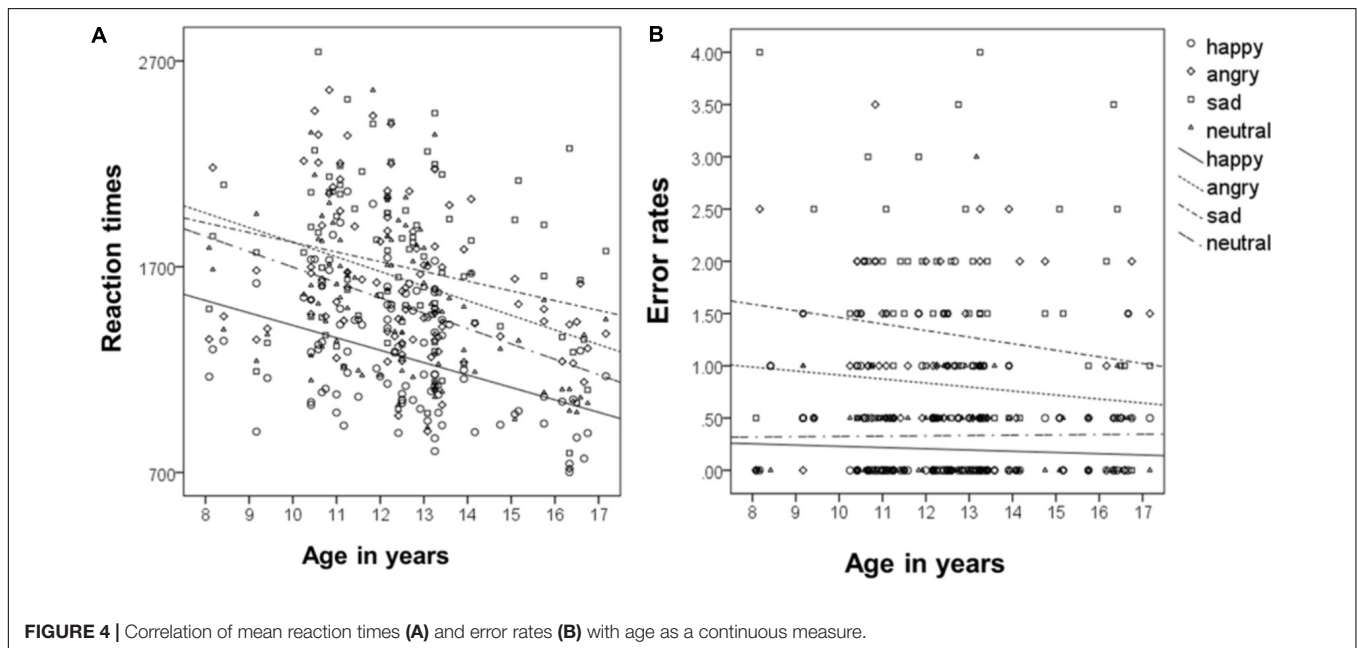 A
2700
1700
700
Reaction times
8 9 10 11 12 13 14 15 16 17
Age in years
B
4.00
3.50
3.00
2.50
2.00
1.50
1.00
.50
.00
Error rates
8 9 10 11 12 13 14 15 16 17
Age in years
happy
angry
sad
neutral
happy
angry
sad
neutral
FIGURE 4 | Correlation of mean reaction times (A) and error rates (B) with age as a continuous measure.